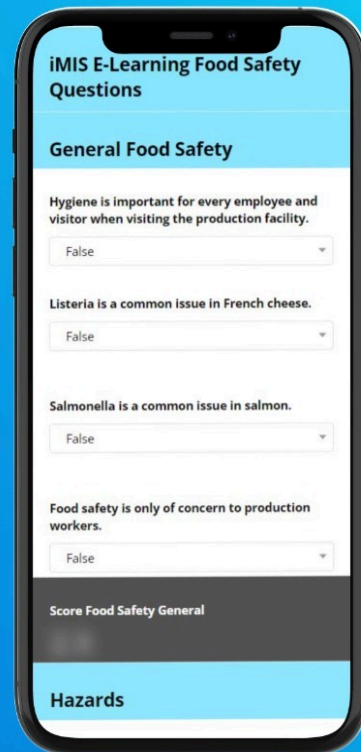 iMIS E-Learning Food Safety
Questions
General Food Safety
Hygiene is important for every employee and
visitor when visiting the production facility.
False
Listeria is a common issue in French cheese.
False
Salmonella is a common issue in salmon.
False
Food safety is only of concern to production
workers.
False
Score Food Safety General
Hazards